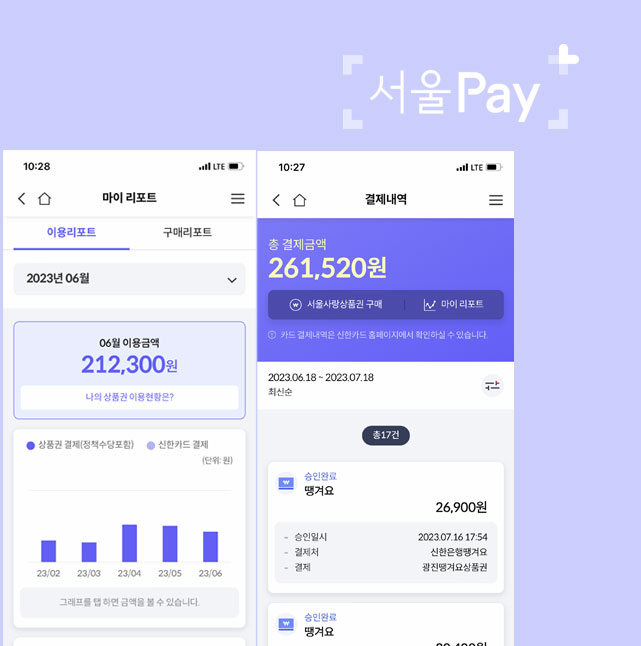 서울Pay
10:28
LTE
마이 리포트
이용리포트
구매리포트
2023년 06월
06월 이용금액
212,300원
나의 상품권 이용현황은?
상품권 결제(정책수당포함)
신한카드 결제
(단위: 원)
23/02
23/03
23/04
23/05
23/06
그래프를 탭 하면 금액을 볼 수 있습니다.
10:27
LTE
결제내역
총 결제금액
261,520원
서울사랑상품권 구매
마이 리포트
카드 결제내역은 신한카드 홈페이지에서 확인하실 수 있습니다.
2023.06.18 ~ 2023.07.18
최신순
총17건
승인완료
땡겨요
26,900원
- 승인일시 2023.07.16 17:54
- 결제처 신한은행땡겨요
- 결제 광진땡겨요상품권
승인완료
땡겨요